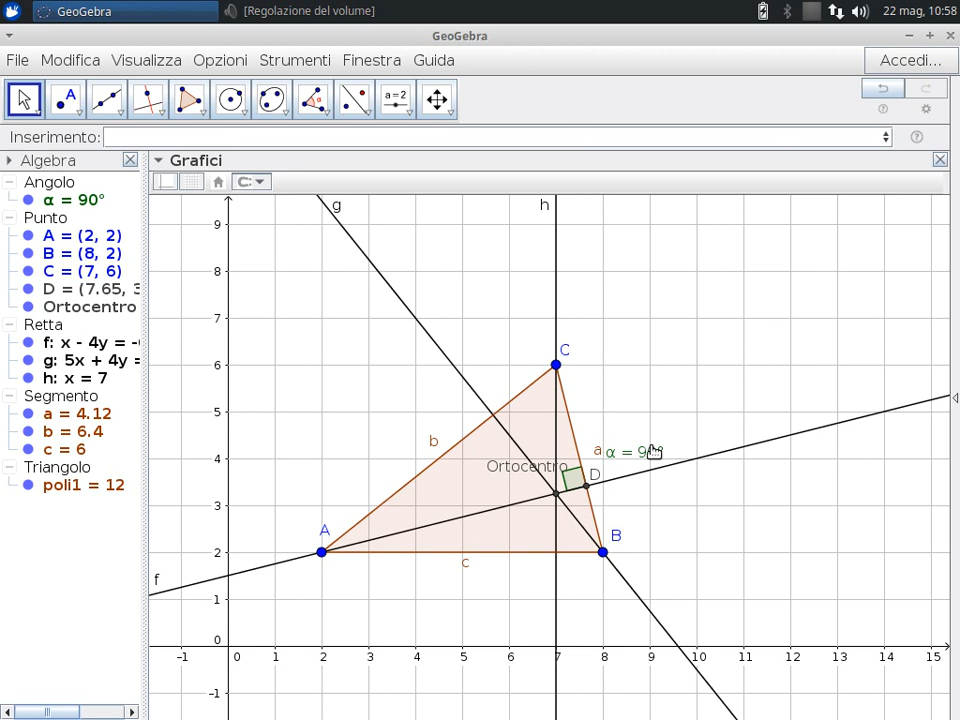 GeoGebra
[Regolazione del volume]
22 mag, 10:58
GeoGebra
File Modifica Visualizza Opzioni Strumenti Finestra Guida
Accedi...
A
α
a=2
Inserimento:
Algebra
Grafici
Angolo
α = 90°
Punto
A = (2, 2)
B = (8, 2)
C = (7, 6)
D = (7.65, 3
Ortocentro
Retta
f: x - 4y =
g: 5x + 4y =
h: x = 7
Segmento
a = 4.12
b = 6.4
c = 6
Triangolo
poli1 = 12
g
h
9
8
7
6
5
4
3
2
1
0
-1
C
b
a
α = 9
Ortocentro
D
A
B
c
f
-1 0 1 2 3 4 5 6 7 8 9 10 11 12 13 14 15